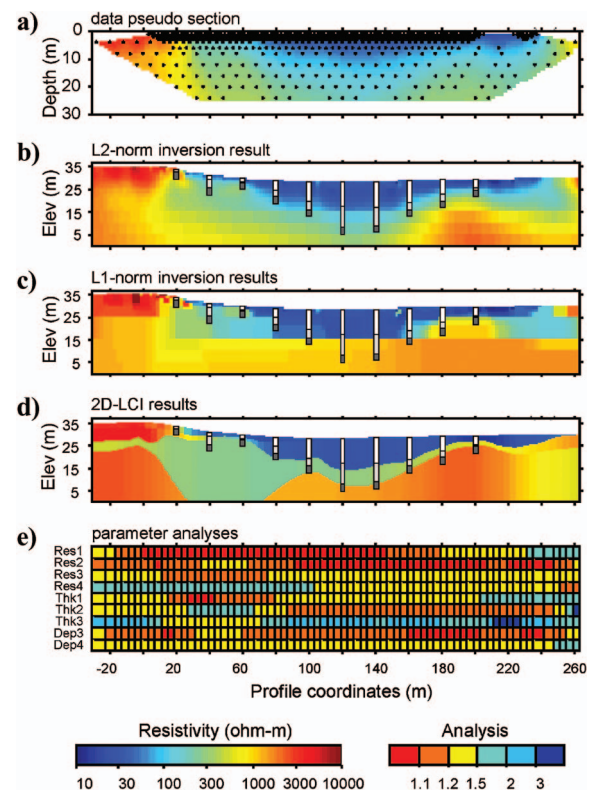 a) data pseudo section
0
10
20
30
Depth (m)
b) L2-norm inversion result
35
25
15
5
Elev (m)
c) L1-norm inversion results
35
25
15
5
Elev (m)
d) 2D-LCI results
35
25
15
5
Elev (m)
e) parameter analyses
Res1
Res2
Res3
Res4
Thk1
Thk2
Thk3
Dep3
Dep4
-20 20 60 100 140 180 220 260
Profile coordinates (m)
Resistivity (ohm-m) Analysis
10 30 100 300 1000 3000 10000 1.1 1.2 1.5 2 3